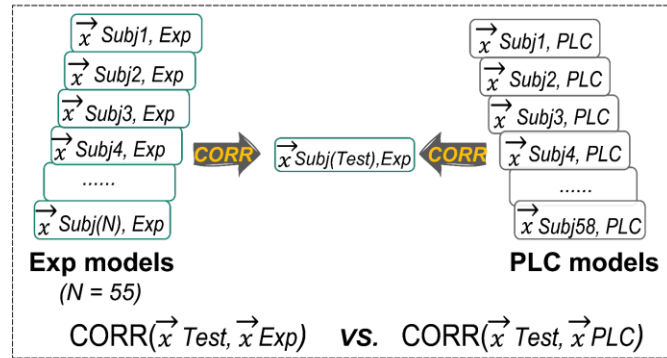 x Subj1, Exp
x Subj2, Exp
x Subj3, Exp
x Subj4, Exp
......
x Subj(N), Exp
Exp models
(N = 55)
CORR
x Subj(Test),Exp
CORR
x Subj1, PLC
x Subj2, PLC
x Subj3, PLC
x Subj4, PLC
......
x Subj58, PLC
PLC models
CORR(x Test, x Exp) VS. CORR(x Test, x PLC)